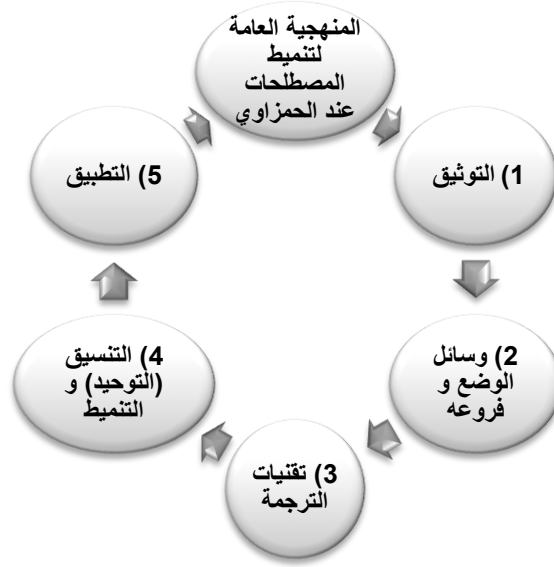 المنهجية العامة
لتنميط
المصطلحات
عند الحمزاوي
1) التوثيق
2) وسائل
الوضع و
فروعه
3) تقنيات
الترجمة
4) التنسيق
(التوحيد) و
التنميط
5) التطبيق